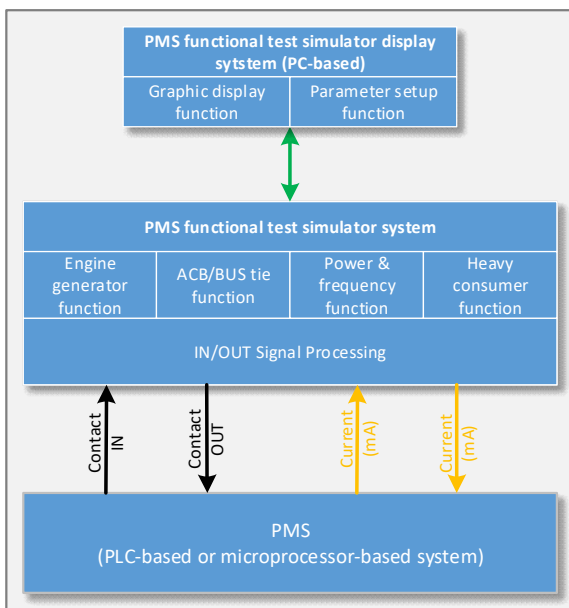 PMS functional test simulator display
sytstem (PC-based)
Graphic display
function
Parameter setup
function
PMS functional test simulator system
Engine
generator
function
ACB/BUS tie
function
Power &
frequency
function
Heavy
consumer
function
IN/OUT Signal Processing
Contact
IN
Contact
OUT
Current
(mA)
Current
(mA)
PMS
(PLC-based or microprocessor-based system)